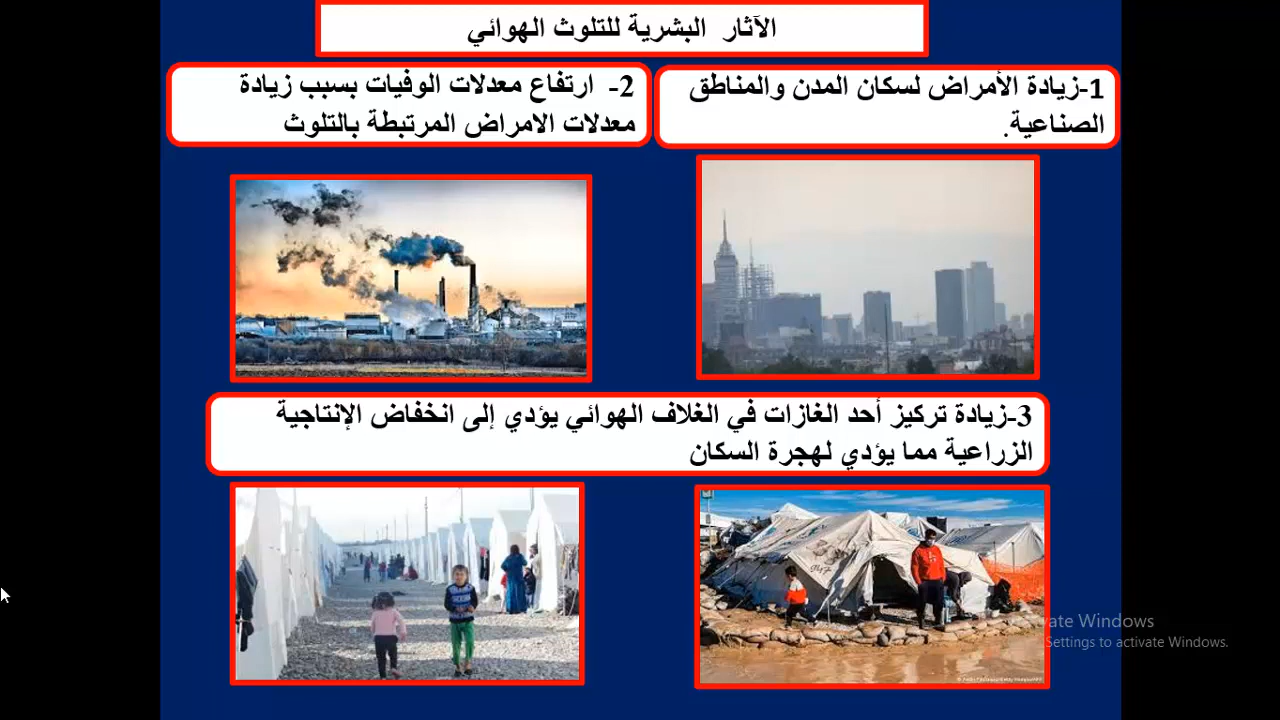 الآثار البشرية للتلوث الهوائي
1-زيادة الأمراض لسكان المدن والمناطق
الصناعية.
2- ارتفاع معدلات الوفيات بسبب زيادة
معدلات الامراض المرتبطة بالتلوث
3-زيادة تركيز أحد الغازات في الغلاف الهوائي يؤدي إلى انخفاض الإنتاجية
الزراعية مما يؤدي لهجرة السكان
Windows
Settings to activate Windows.